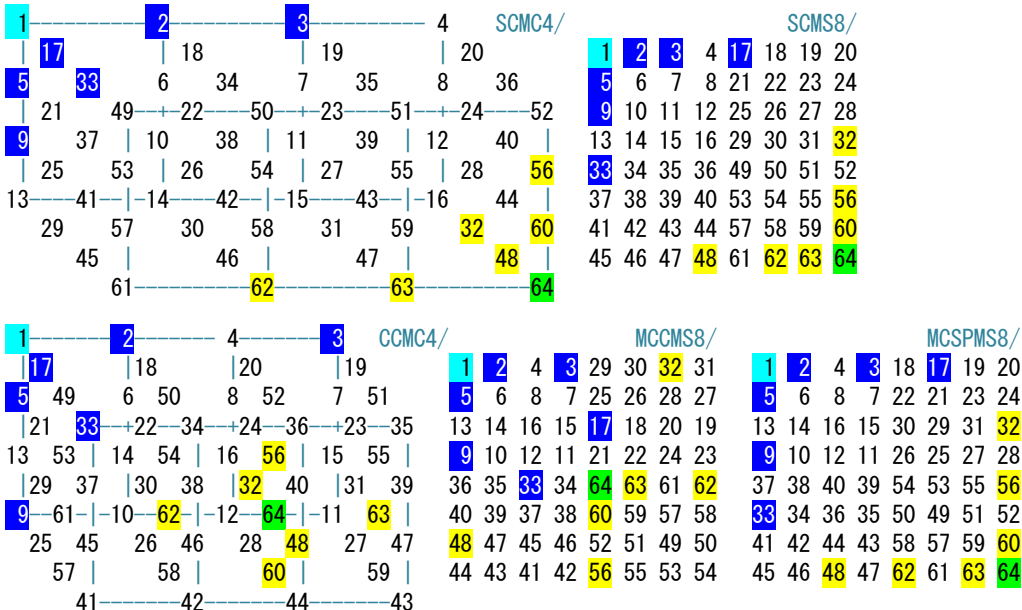 1 2 3 4 SCMC4/
17 18 19 20
5 33 6 34 7 35 8 36
21 49 22 50 23 51 24 52
9 37 10 38 11 39 12 40
25 53 26 54 27 55 28 56
13 41 14 42 15 43 16 44
29 57 30 58 31 59 32 60
45 46 47 48
61 62 63 64
SCMS8/
1 2 3 4 17 18 19 20
5 6 7 8 21 22 23 24
9 10 11 12 25 26 27 28
13 14 15 16 29 30 31 32
33 34 35 36 49 50 51 52
37 38 39 40 53 54 55 56
41 42 43 44 57 58 59 60
45 46 47 48 61 62 63 64
1 2 4 3 CCMC4/
17 18 20 19
5 49 6 50 8 52 7 51
21 33 22 34 24 36 23 35
13 53 14 54 16 56 15 55
29 37 30 38 32 40 31 39
9 61 10 62 12 64 11 63
25 45 26 46 28 48 27 47
57 58 60 59
41 42 44 43
MCCMS8/
1 2 4 3 29 30 32 31
5 6 8 7 25 26 28 27
13 14 16 15 17 18 20 19
9 10 12 11 21 22 24 23
36 35 33 34 64 63 61 62
40 39 37 38 60 59 57 58
48 47 45 46 52 51 49 50
44 43 41 42 56 55 53 54
MCSPMS8/
1 2 4 3 18 17 19 20
5 6 8 7 22 21 23 24
13 14 16 15 30 29 31 32
9 10 12 11 26 25 27 28
37 38 40 39 54 53 55 56
33 34 36 35 50 49 51 52
41 42 44 43 58 57 59 60
45 46 48 47 62 61 63 64